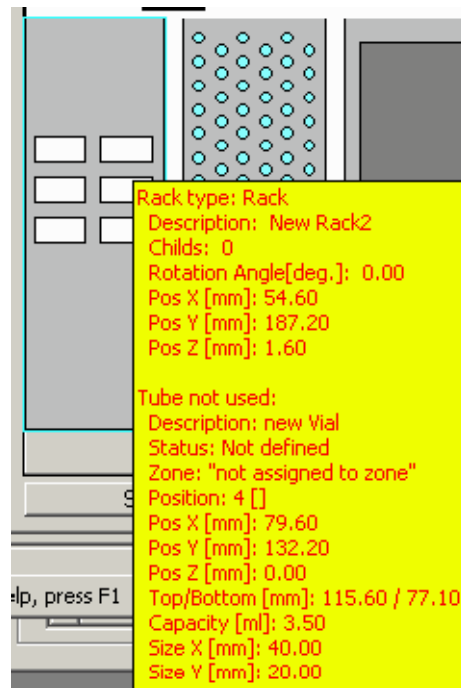 Rack type: Rack
Description: New Rack2
Childs: 0
Rotation Angle[deg.]: 0.00
Pos X [mm]: 54.60
Pos Y [mm]: 187.20
Pos Z [mm]: 1.60
Tube not used:
Description: new Vial
Status: Not defined
Zone: "not assigned to zone"
Position: 4 []
Pos X [mm]: 79.60
Pos Y [mm]: 132.20
Pos Z [mm]: 0.00
Top/Bottom [mm]: 115.60 / 77.10
Capacity [ml]: 3.50
Size X [mm]: 40.00
Size Y [mm]: 20.00
S
elp, press F1